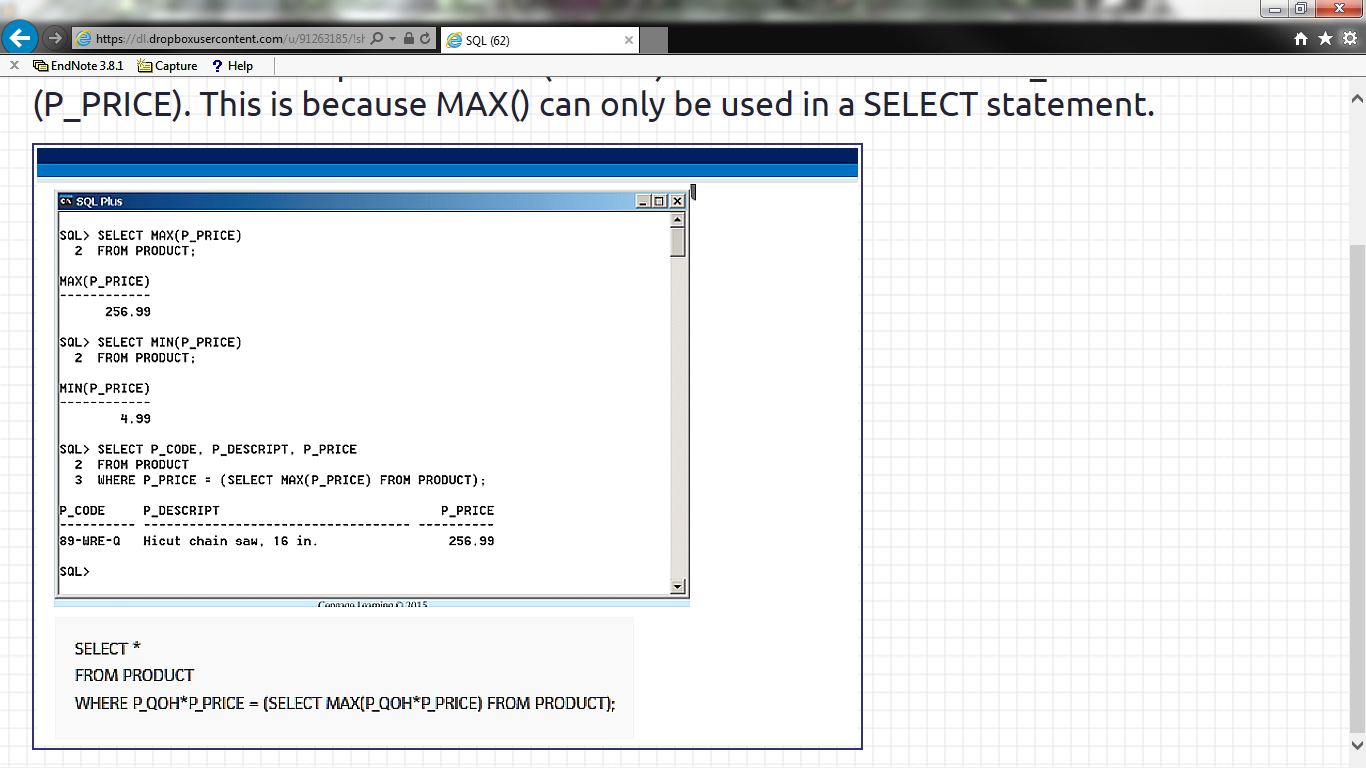 https://dl.dropboxusercontent.com/u/91263185/!sl
SQL (62)
x EndNote 3.8.1 Capture ? Help
(P_PRICE). This is because MAX() can only be used in a SELECT statement.
SQL Plus
SQL> SELECT MAX(P_PRICE)
2 FROM PRODUCT;
MAX(P_PRICE)
------------
256.99
SQL> SELECT MIN(P_PRICE)
2 FROM PRODUCT;
MIN(P_PRICE)
------------
4.99
SQL> SELECT P_CODE, P_DESCRIPT, P_PRICE
2 FROM PRODUCT
3 WHERE P_PRICE = (SELECT MAX(P_PRICE) FROM PRODUCT);
P_CODE P_DESCRIPT P_PRICE
---------- ----------------------------------- ----------
89-WRE-Q Hicut chain saw, 16 in. 256.99
SQL>
Cengage Learning © 2015
SELECT *
FROM PRODUCT
WHERE P_QOH*P_PRICE = (SELECT MAX(P_QOH*P_PRICE) FROM PRODUCT);